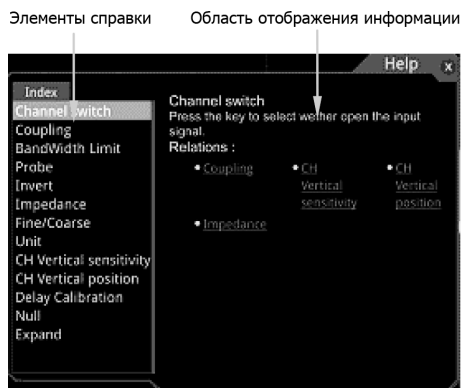 Элементы справки
Область отображения информации
Help x
Index
Channel switch
Coupling
BandWidth Limit
Probe
Invert
Impedance
Fine/Coarse
Unit
CH Vertical sensitivity
CH Vertical position
Delay Calibration
Null
Expand
Channel switch
Press the key to select wether open the input
signal.
Relations :
• Coupling
• CH
Vertical
sensitivity
• CH
Vertical
position
• Impedance